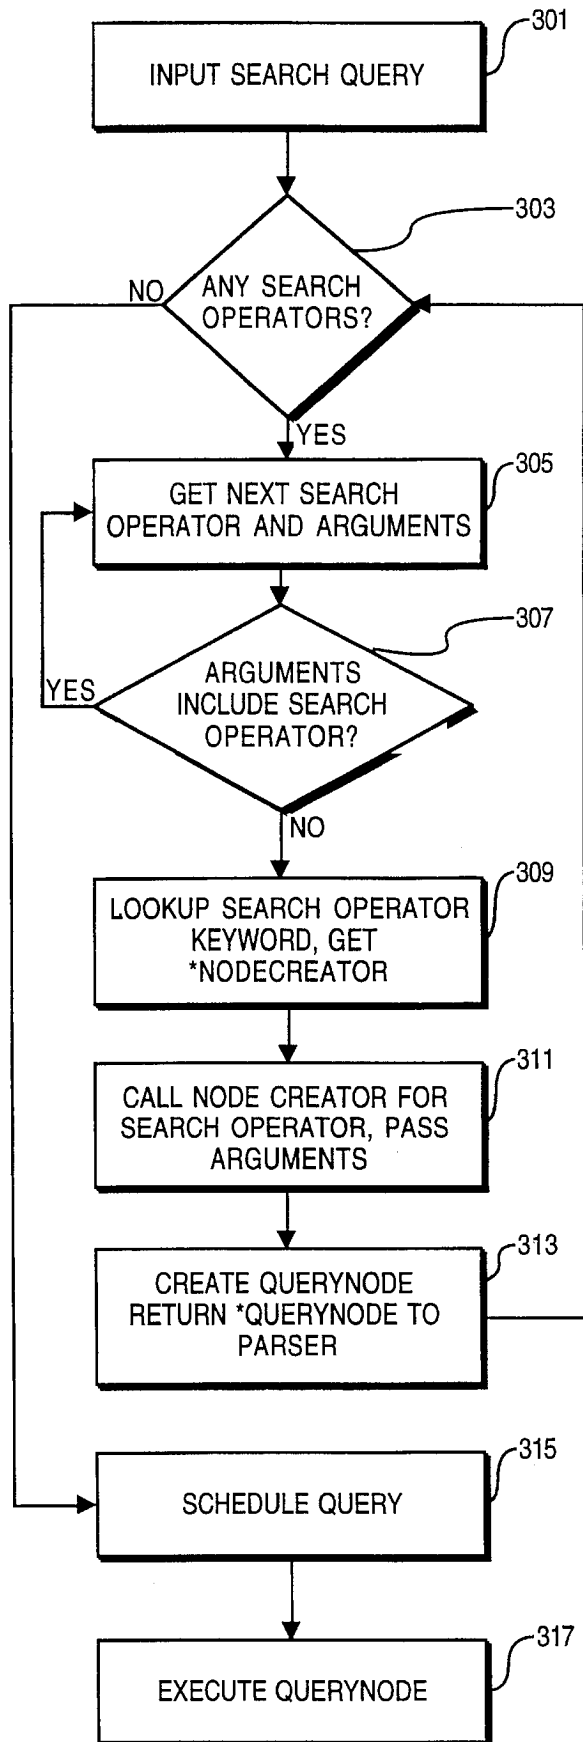 301
INPUT SEARCH QUERY
303
NO
ANY SEARCH
OPERATORS?
YES
305
GET NEXT SEARCH
OPERATOR AND ARGUMENTS
307
YES
ARGUMENTS
INCLUDE SEARCH
OPERATOR?
NO
309
LOOKUP SEARCH OPERATOR
KEYWORD, GET
*NODECREATOR
311
CALL NODE CREATOR FOR
SEARCH OPERATOR, PASS
ARGUMENTS
313
CREATE QUERYNODE
RETURN *QUERYNODE TO
PARSER
315
SCHEDULE QUERY
317
EXECUTE QUERYNODE